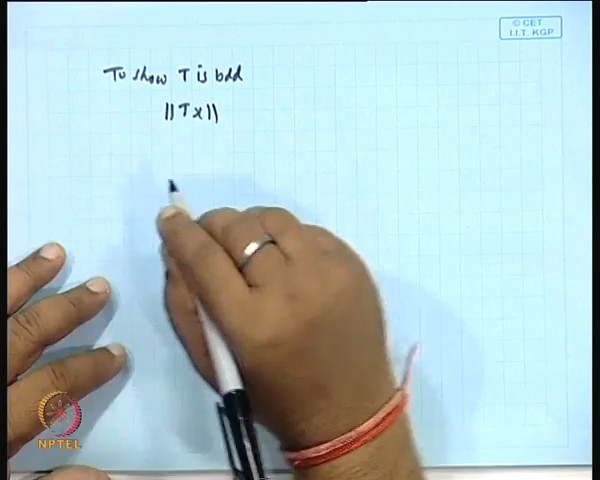 © CET
I.I.T. KGP
To show T is bdd
||Tx||
NPTEL